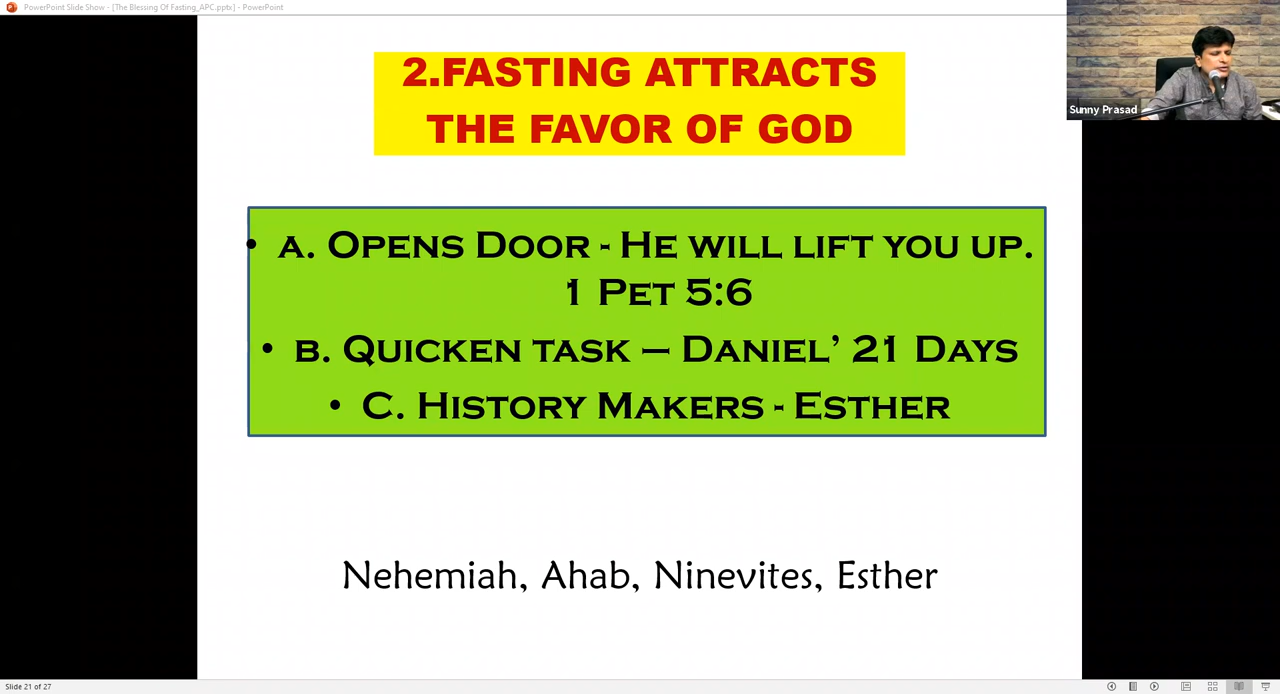 PowerPoint Slide Show - [The Blessing Of Fasting_APC.pptx] - PowerPoint
2.FASTING ATTRACTS
THE FAVOR OF GOD
• A. Opens Door - He will lift you up.
1 Pet 5:6
• B. Quicken task – Daniel’ 21 Days
• C. History Makers - Esther
Nehemiah, Ahab, Ninevites, Esther
Sunny Prasad
Slide 21 of 27